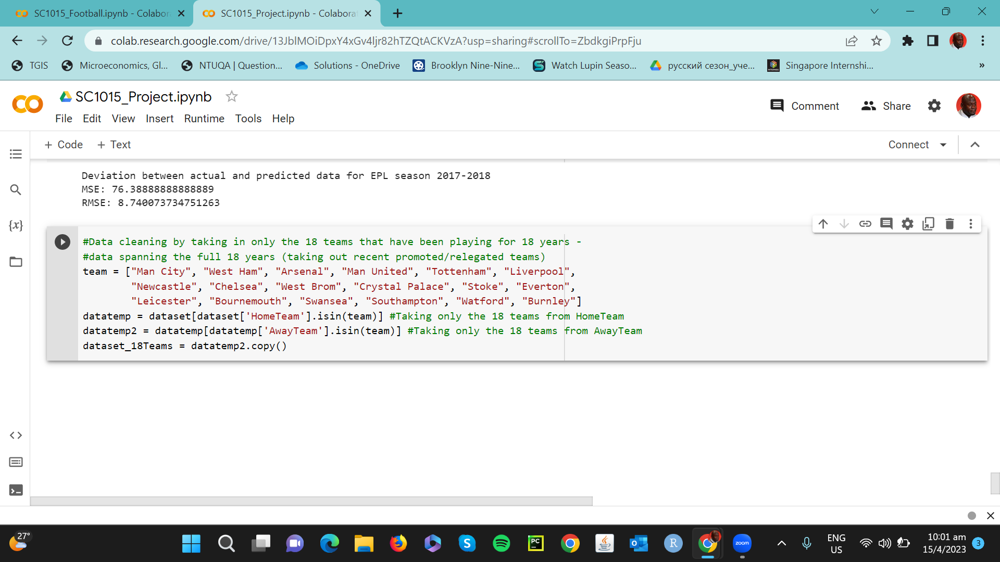 SC1015_Football.ipynb - Colabor
SC1015_Project.ipynb - Colabora
colab.research.google.com/drive/13JblMOiDpxY4xGv4ljr82hTZQtACKVzA?usp=sharing#scrollTo=ZbdkgiPrpFju
TGIS
Microeconomics, Gl...
NTUQA | Question...
Solutions - OneDrive
Brooklyn Nine-Nine...
Watch Lupin Seaso...
русский сезон_уче...
Singapore Internshi...
»
SC1015_Project.ipynb
Comment
Share
File Edit View Insert Runtime Tools Help
+ Code + Text
Connect
Deviation between actual and predicted data for EPL season 2017-2018
MSE: 76.38888888888889
RMSE: 8.740073734751263
{x}
#Data cleaning by taking in only the 18 teams that have been playing for 18 years -
#data spanning the full 18 years (taking out recent promoted/relegated teams)
team = ["Man City", "West Ham", "Arsenal", "Man United", "Tottenham", "Liverpool",
"Newcastle", "Chelsea", "West Brom", "Crystal Palace", "Stoke", "Everton",
"Leicester", "Bournemouth", "Swansea", "Southampton", "Watford", "Burnley"]
datatemp = dataset[dataset['HomeTeam'].isin(team)] #Taking only the 18 teams from HomeTeam
datatemp2 = datatemp[datatemp['AwayTeam'].isin(team)] #Taking only the 18 teams from AwayTeam
dataset_18Teams = datatemp2.copy()
27°
PC
zoom
ENG
US
10:01 am
15/4/2023
3